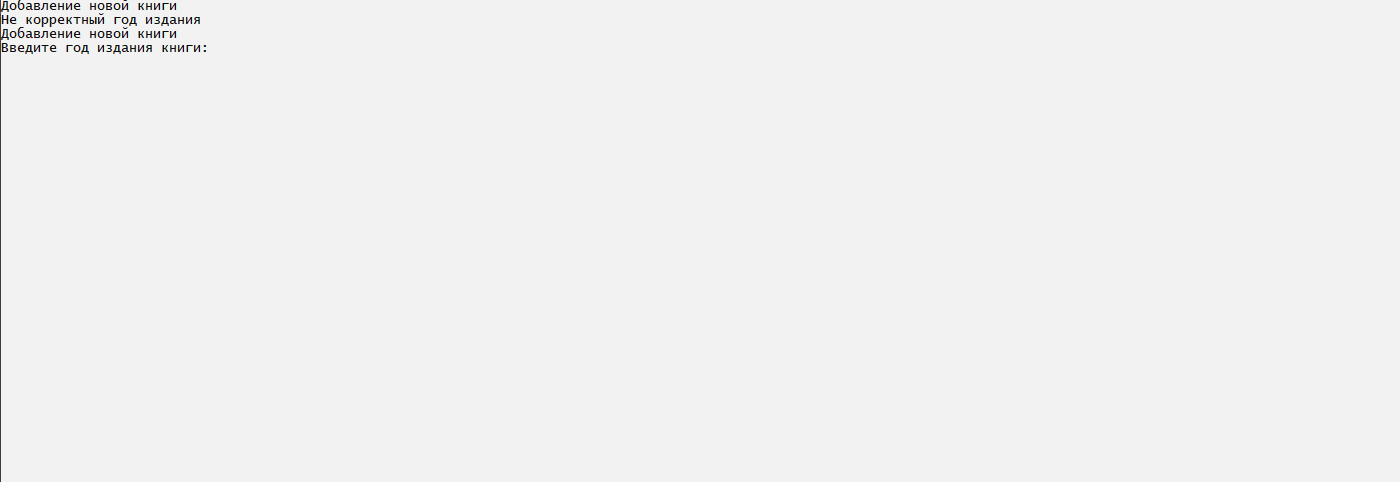 Добавление новой книги
Не корректный год издания
Добавление новой книги
Введите год издания книги: